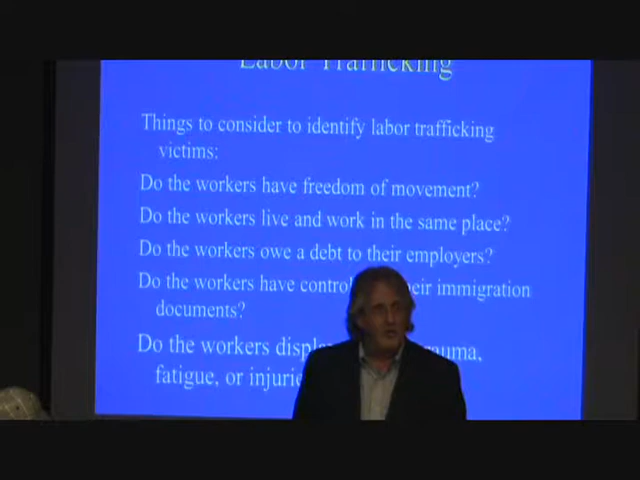 Labor Trafficking
Things to consider to identify labor trafficking
victims:
Do the workers have freedom of movement?
Do the workers live and work in the same place?
Do the workers owe a debt to their employers?
Do the workers have control their immigration
documents?
Do the workers
fatigue, or